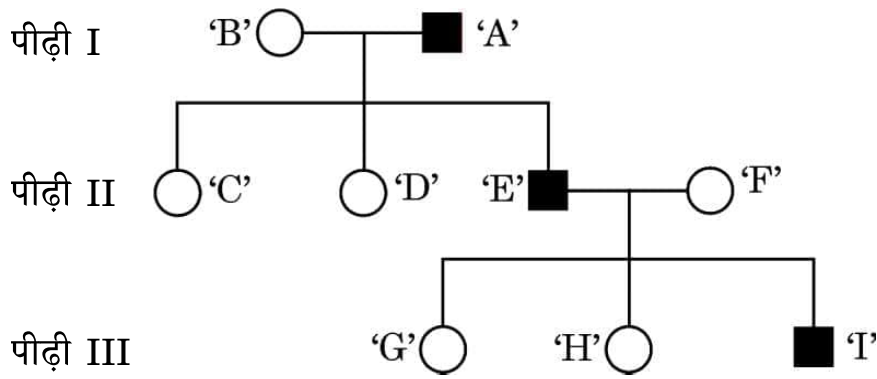 पीढ़ी I 'B' 'A'
पीढ़ी II 'C' 'D' 'E' 'F'
पीढ़ी III 'G' 'H' 'I'